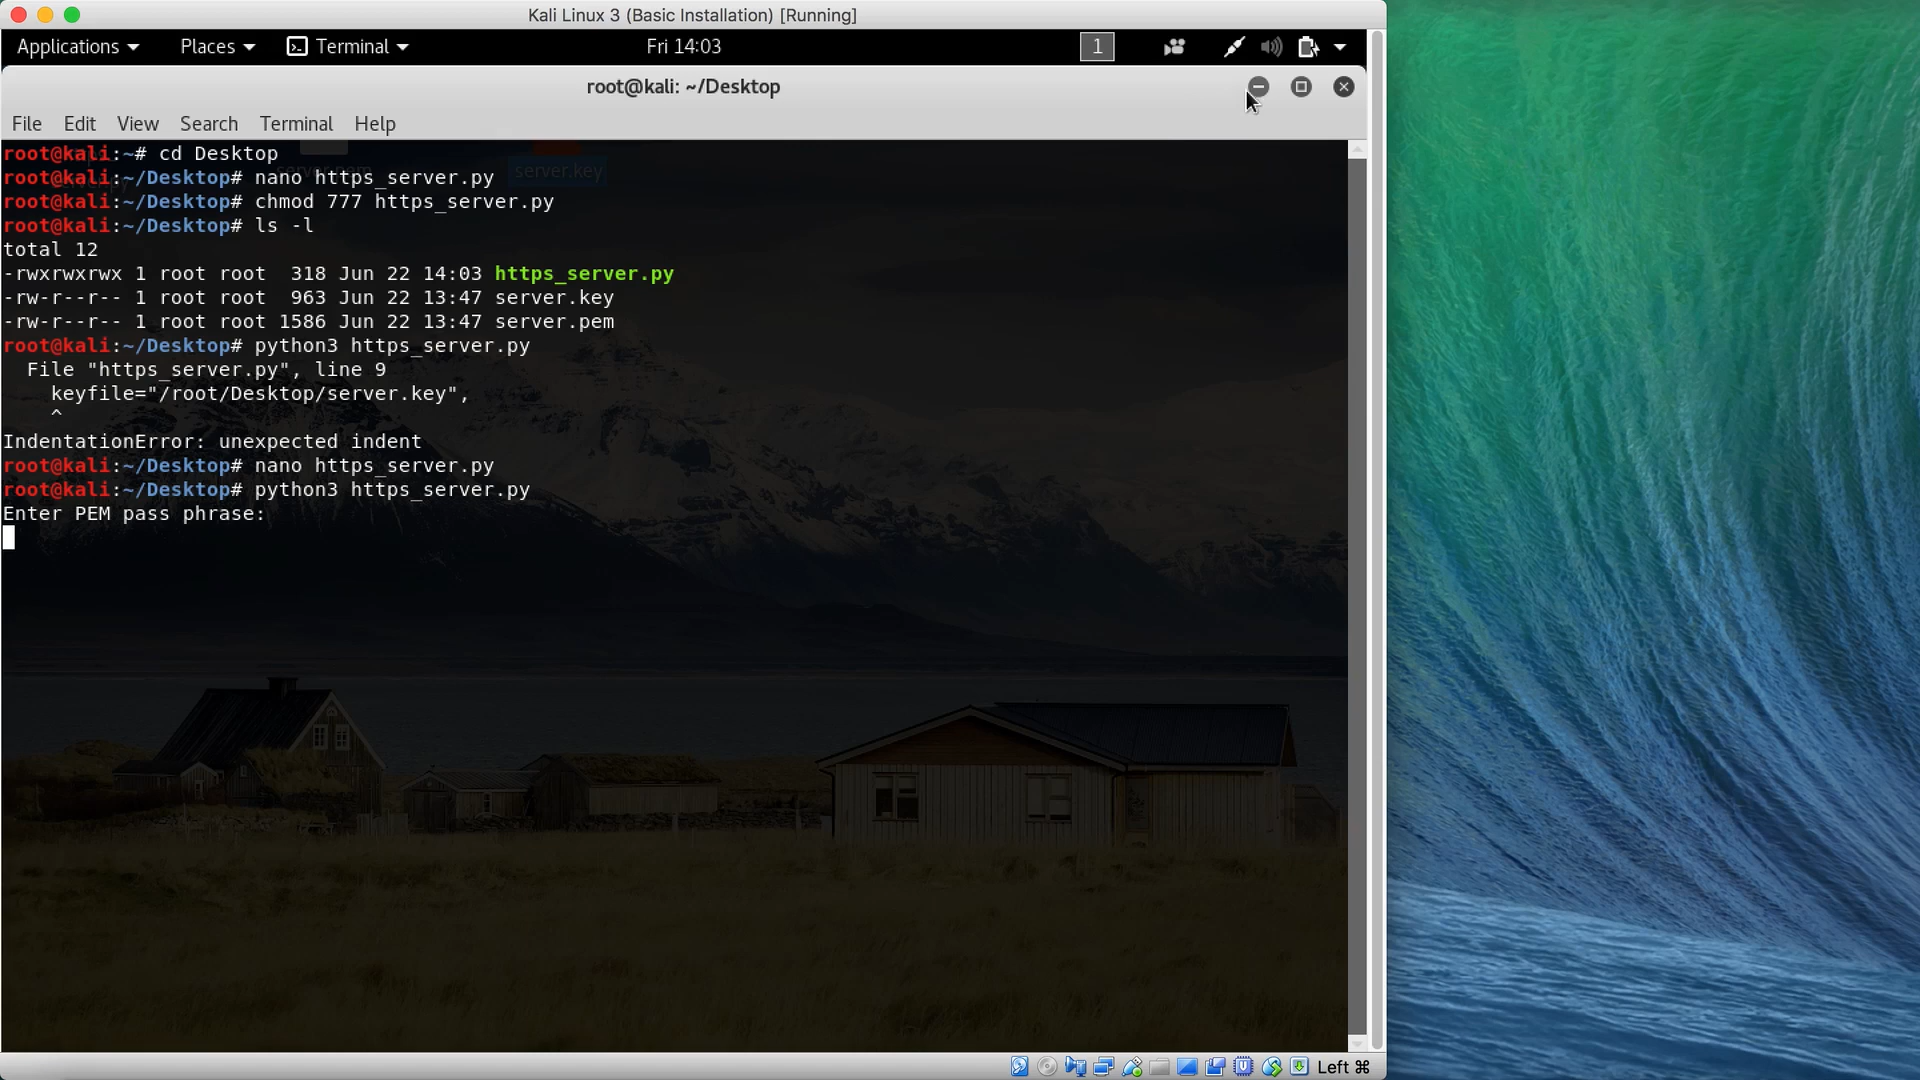 Kali Linux 3 (Basic Installation) [Running]
Applications Places Terminal Fri 14:03 1
root@kali: ~/Desktop
File Edit View Search Terminal Help
root@kali:~# cd Desktop
root@kali:~/Desktop# nano https_server.py
server.key
root@kali:~/Desktop# chmod 777 https_server.py
root@kali:~/Desktop# ls -l
total 12
-rwxrwxrwx 1 root root  318 Jun 22 14:03 https_server.py
-rw-r--r-- 1 root root  963 Jun 22 13:47 server.key
-rw-r--r-- 1 root root 1586 Jun 22 13:47 server.pem
root@kali:~/Desktop# python3 https_server.py
  File "https_server.py", line 9
    keyfile="/root/Desktop/server.key",
    ^
IndentationError: unexpected indent
root@kali:~/Desktop# nano https_server.py
root@kali:~/Desktop# python3 https_server.py
Enter PEM pass phrase:
Left ⌘